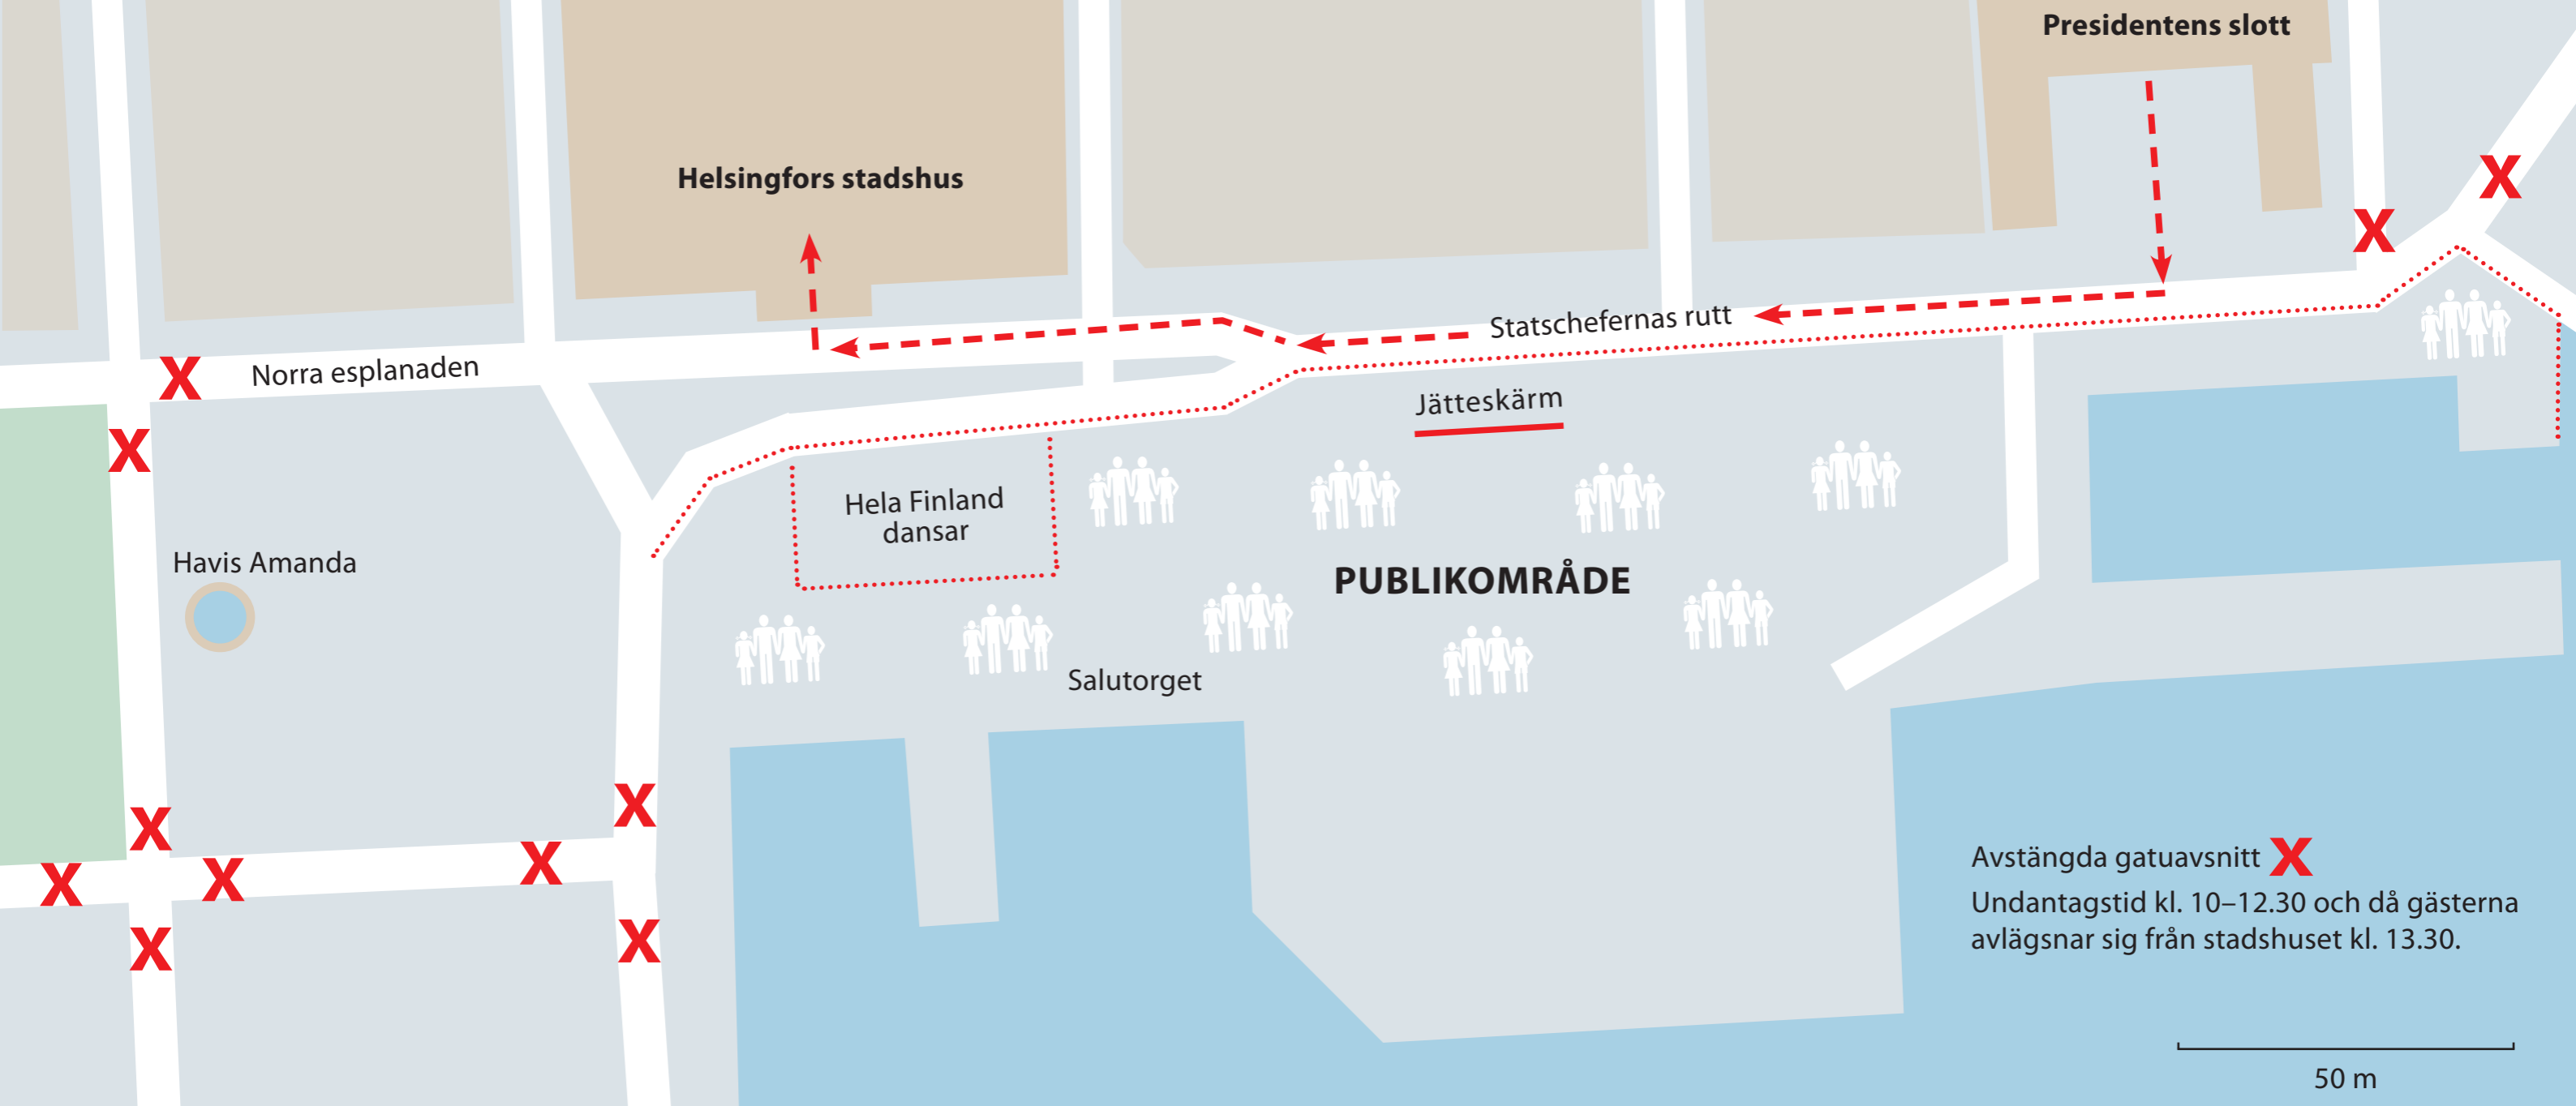 Presidentens slott
Helsingfors stadshus
Statschefernas rutt
Norra esplanaden
Jätteskärm
Hela Finland
dansar
Havis Amanda
PUBLIKOMRÅDE
Salutorget
Avstängda gatuavsnitt X
Undantagstid kl. 10–12.30 och då gästerna
avlägsnar sig från stadshuset kl. 13.30.
50 m